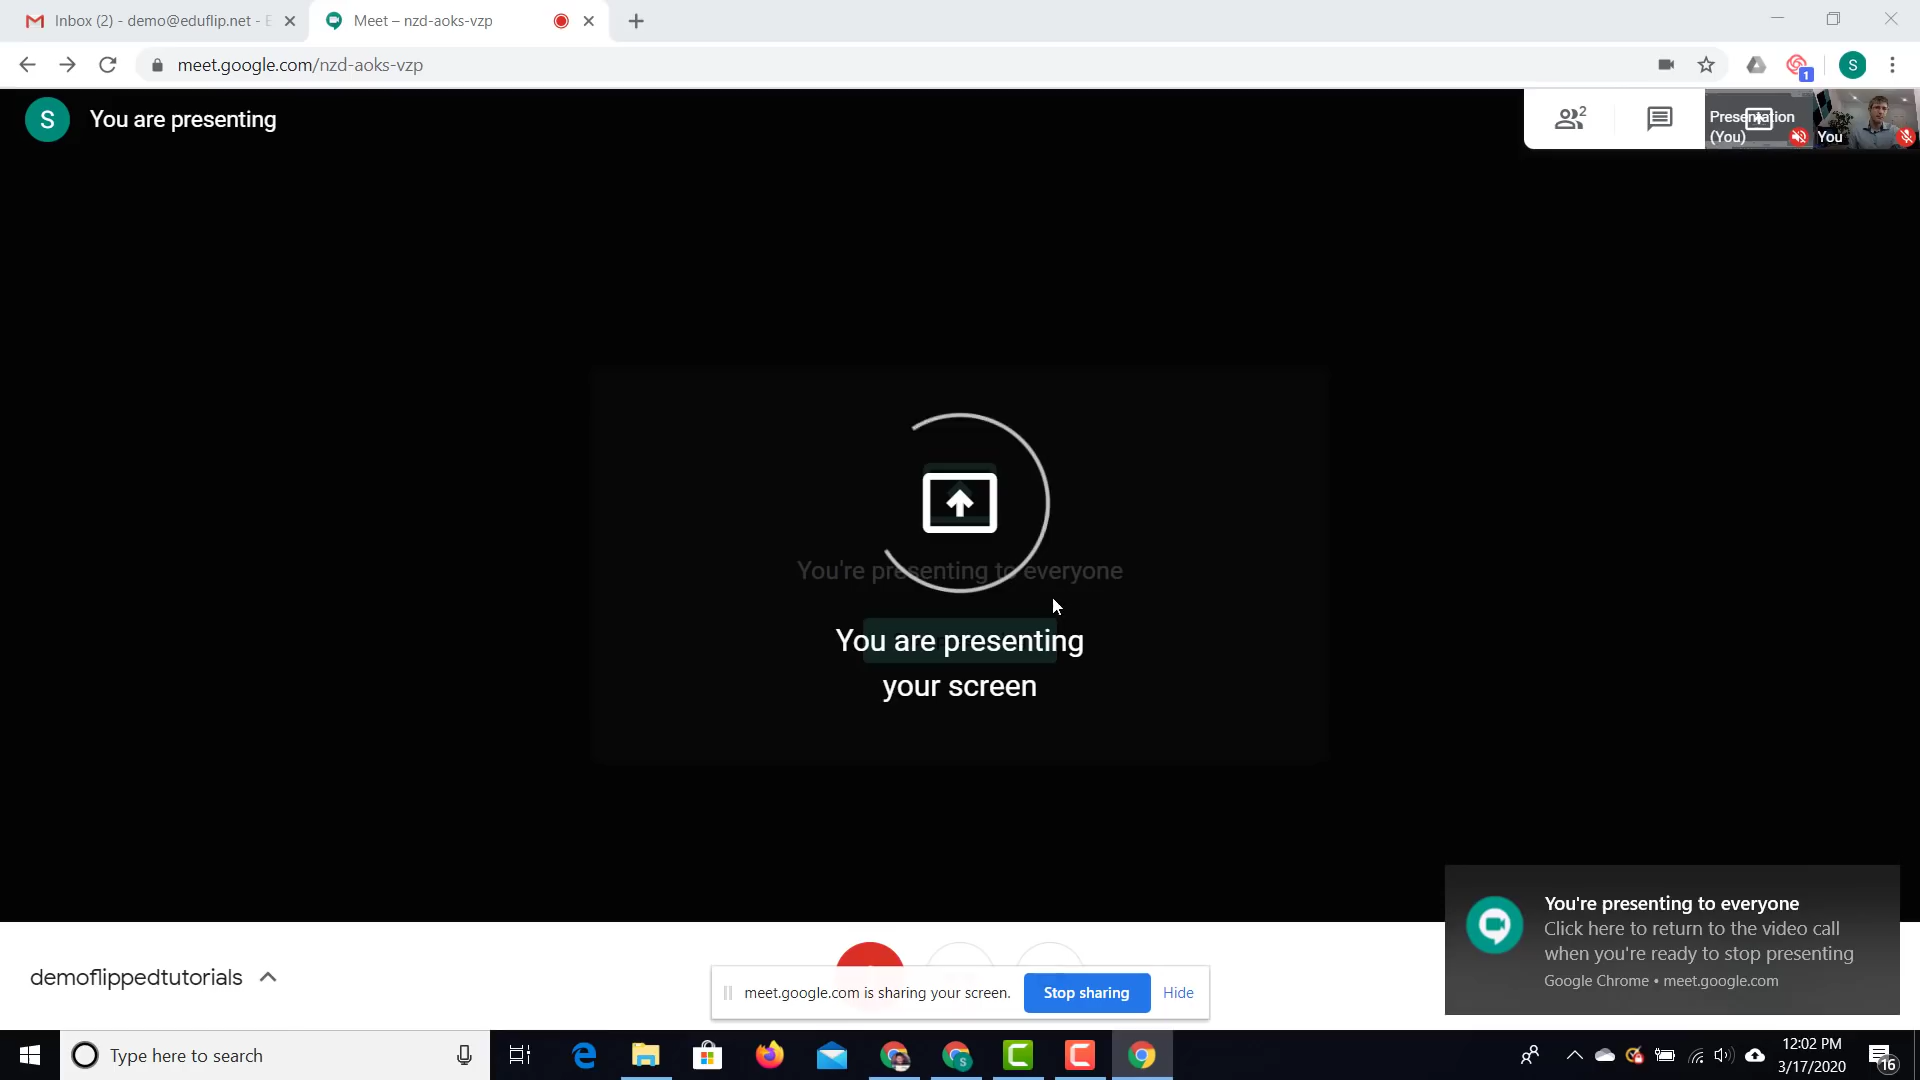 Inbox (2) - demo@eduflip.net - E
Meet – nzd-aoks-vzp
meet.google.com/nzd-aoks-vzp
1
S
S
You are presenting
2
Presentation
(You)
You
You're presenting to everyone
You are presenting
your screen
You're presenting to everyone
Click here to return to the video call
when you're ready to stop presenting
Google Chrome • meet.google.com
demoflippedtutorials
meet.google.com is sharing your screen.
Stop sharing
Hide
Type here to search
S
12:02 PM
3/17/2020
16